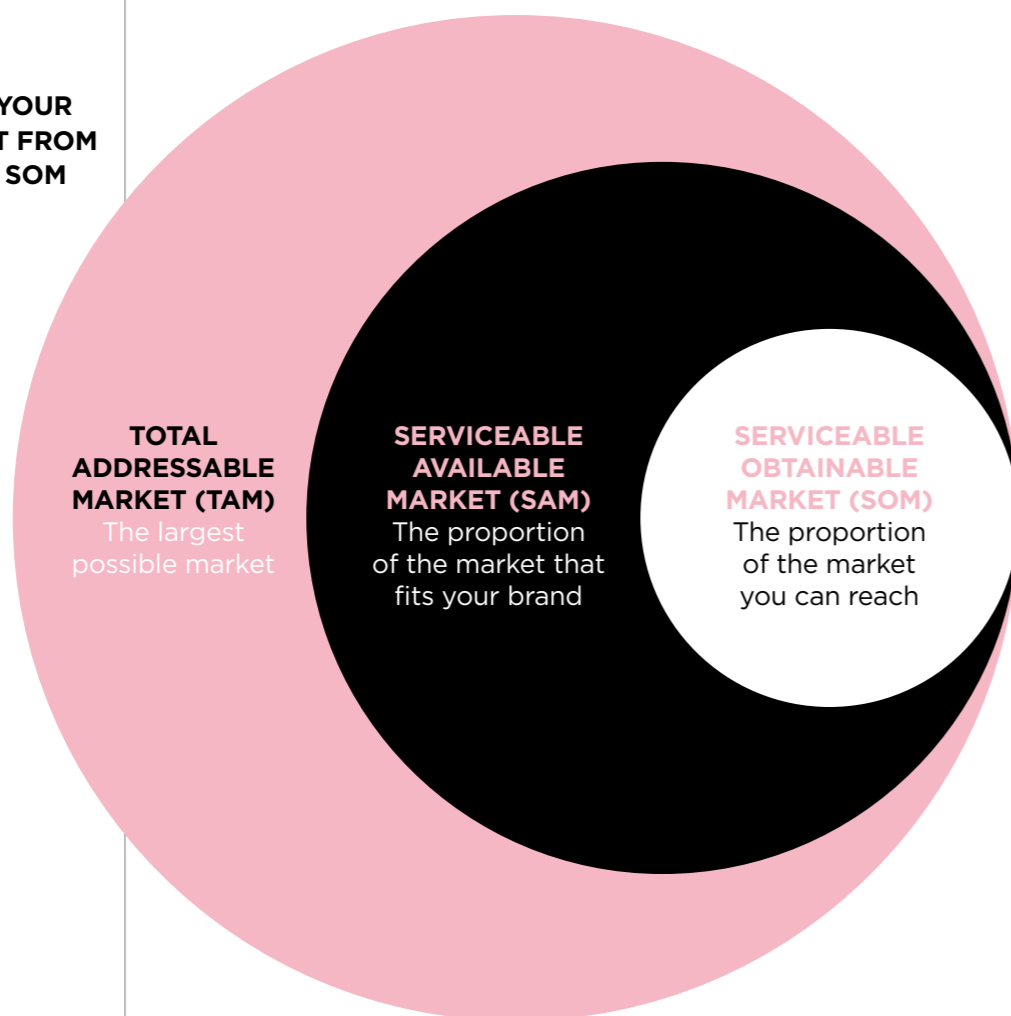 YOUR
T FROM
SOM
TOTAL
ADDRESSABLE
MARKET (TAM)
The largest
possible market
SERVICEABLE
AVAILABLE
MARKET (SAM)
The proportion
of the market that
fits your brand
SERVICEABLE
OBTAINABLE
MARKET (SOM)
The proportion
of the market
you can reach